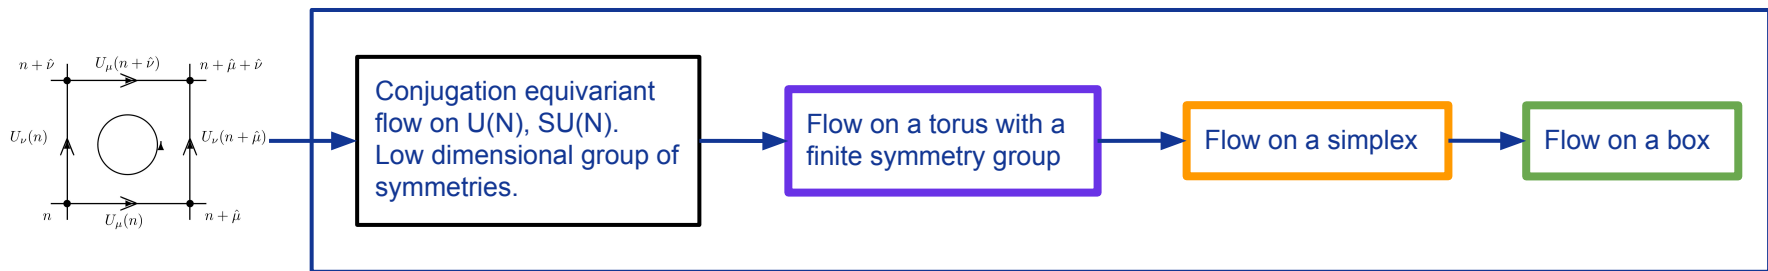 n + ν̂
U_μ(n + ν̂)
n + μ̂ + ν̂
U_ν(n)
U_ν(n + μ̂)
n
U_μ(n)
n + μ̂
Conjugation equivariant
flow on U(N), SU(N).
Low dimensional group of
symmetries.
Flow on a torus with a
finite symmetry group
Flow on a simplex
Flow on a box